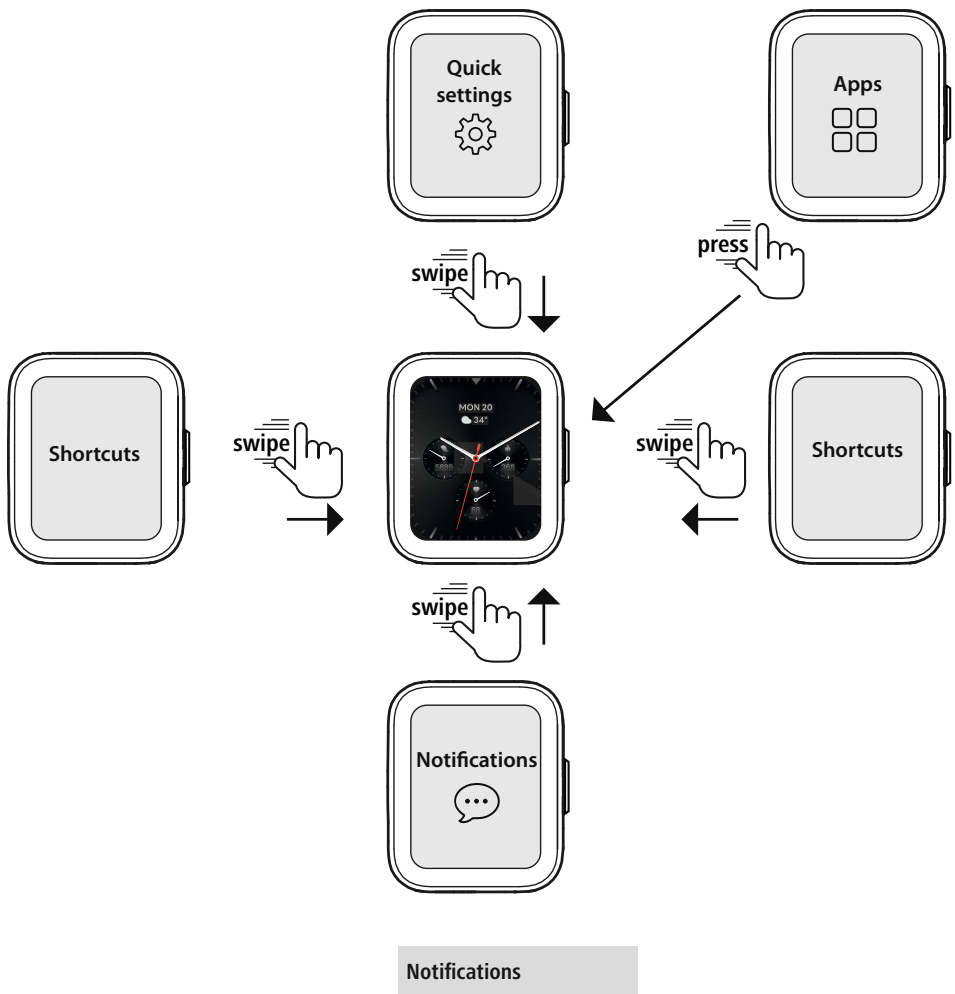 Quick
settings
Apps
press
swipe
MON 20
34°
Shortcuts
swipe
swipe
Shortcuts
swipe
Notifications
Notifications